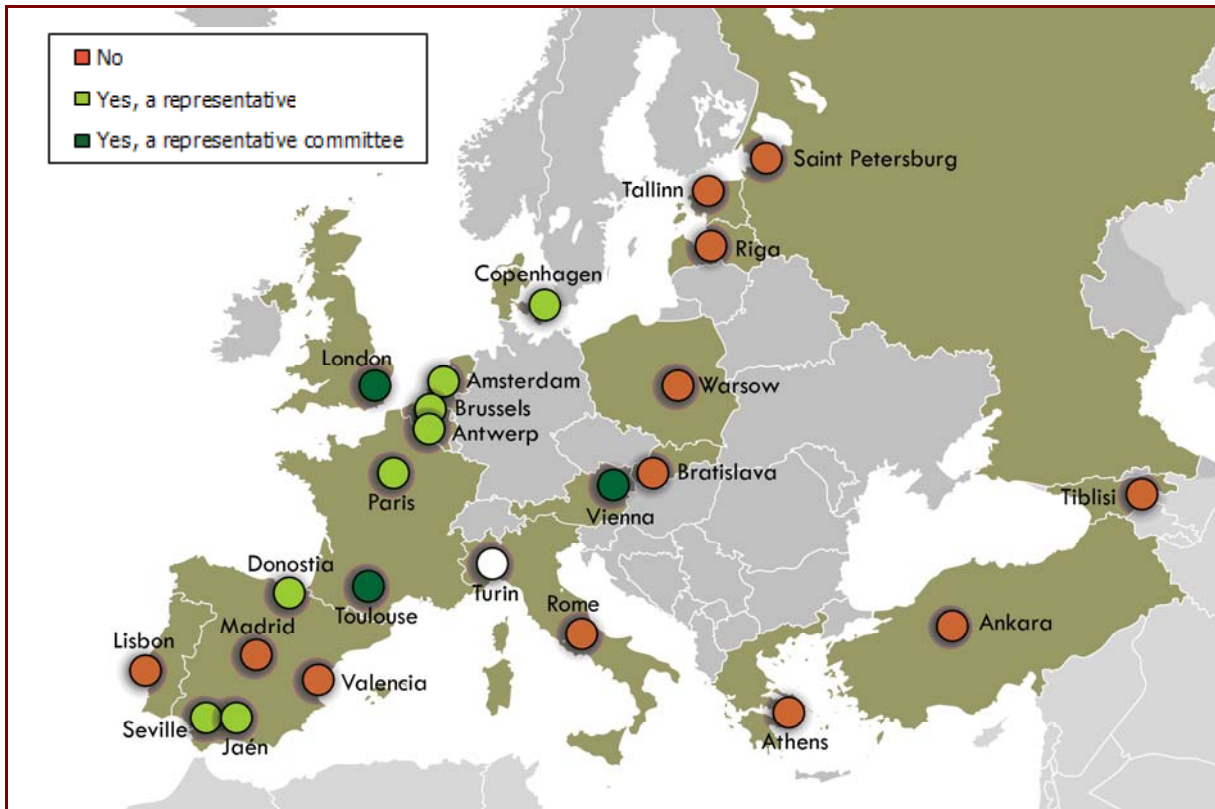 No
Yes, a representative
Yes, a representative committee
Saint Petersburg
Tallinn
Riga
Copenhagen
London
Amsterdam
Brussels
Antwerp
Warsow
Paris
Bratislava
Vienna
Tiblisi
Donostia
Toulouse
Turin
Rome
Madrid
Lisbon
Ankara
Valencia
Seville
Jaén
Athens